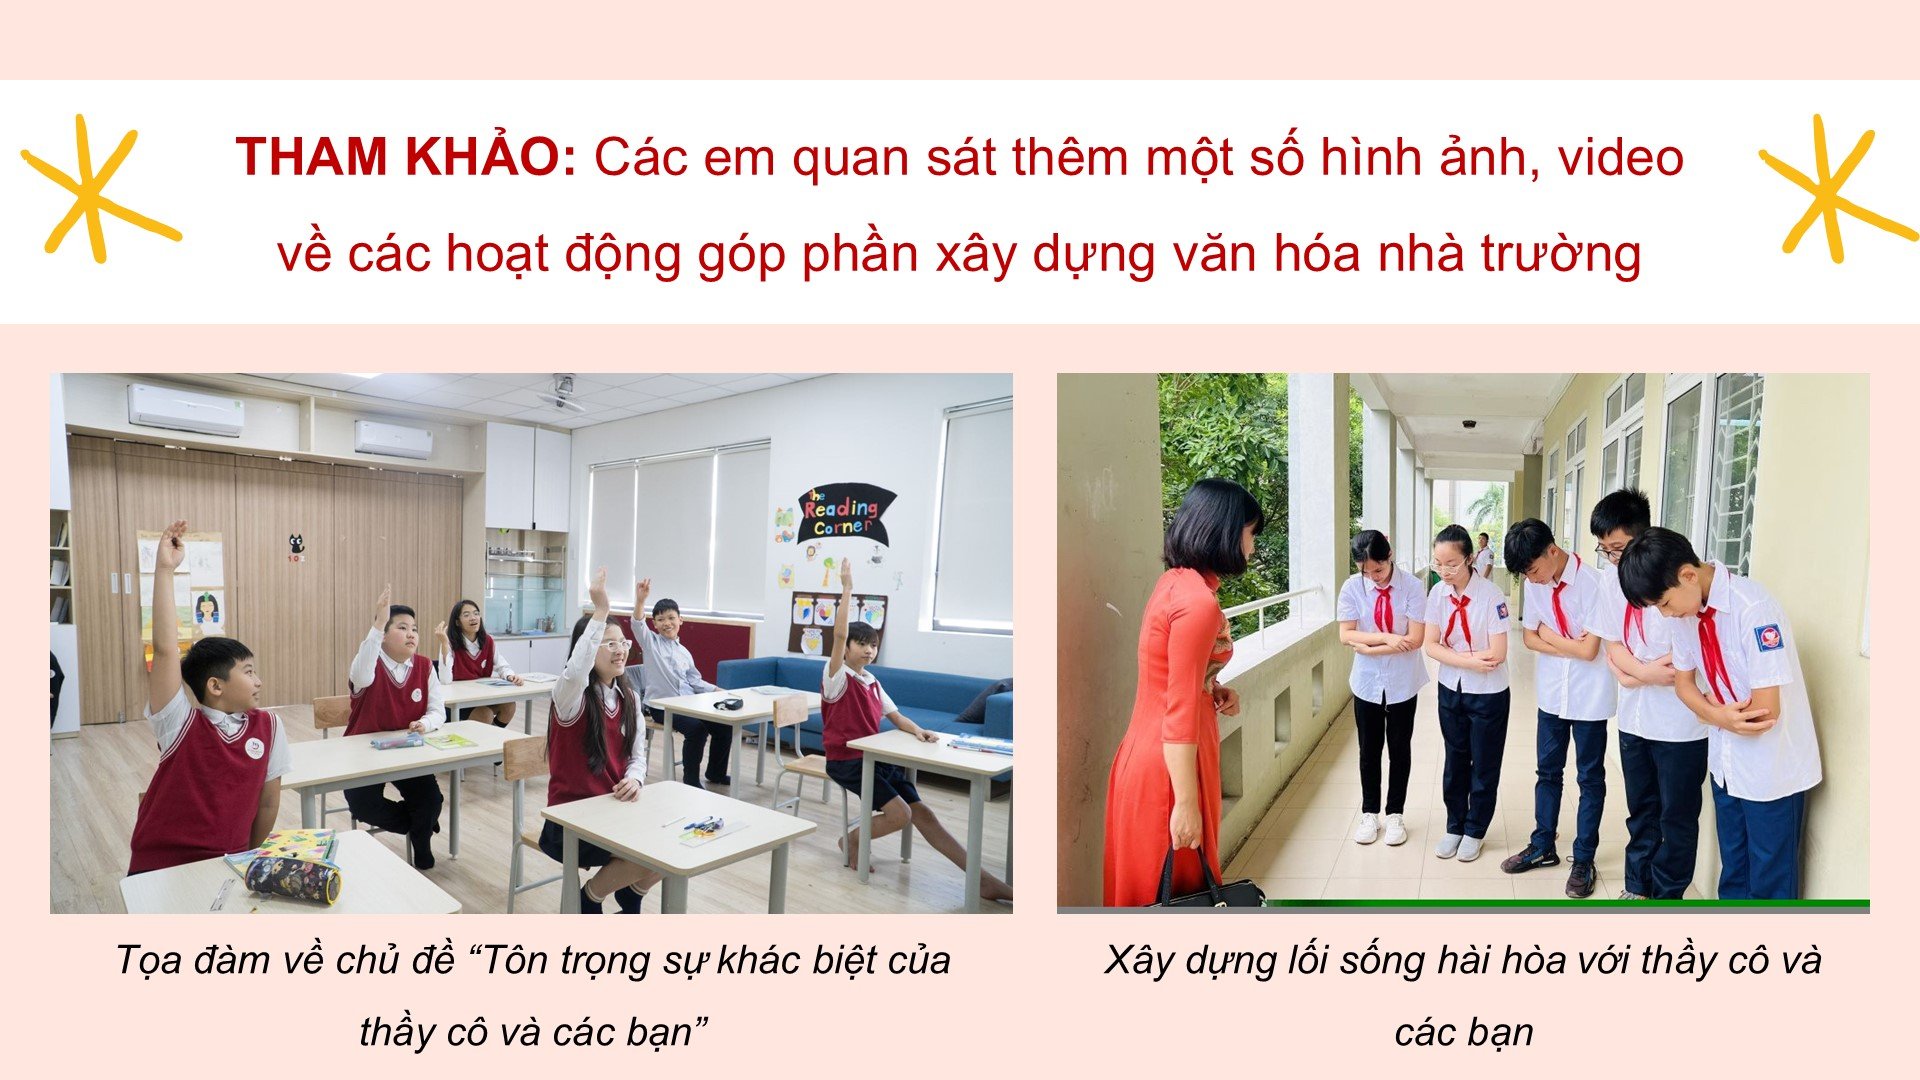 THAM KHẢO: Các em quan sát thêm một số hình ảnh, video
về các hoạt động góp phần xây dựng văn hóa nhà trường
The
Reading
Corner
Tọa đàm về chủ đề “Tôn trọng sự khác biệt của
thầy cô và các bạn”
Xây dựng lối sống hài hòa với thầy cô và
các bạn